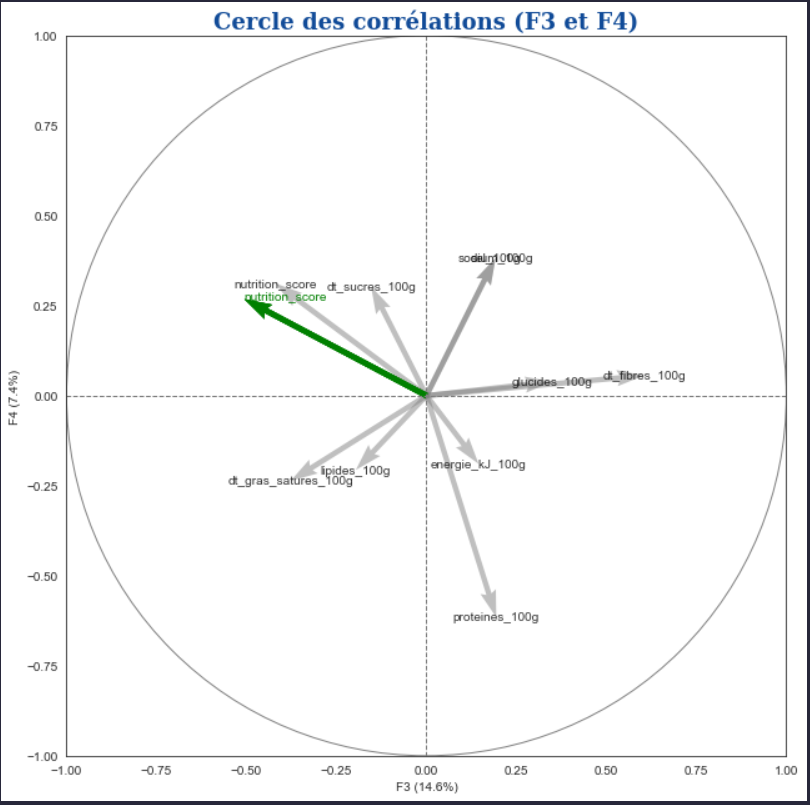 Cercle des corrélations (F3 et F4)
1.00
0.75
0.50
0.25
0.00
−0.25
−0.50
−0.75
−1.00
F4 (7.4%)
nutrition_score
nutrition_score
dt_sucres_100g
glucides_100g
dt_fibres_100g
energie_kJ_100g
lipides_100g
dt_gras_satures_100g
proteines_100g
−1.00 −0.75 −0.50 −0.25 0.00 0.25 0.50 0.75 1.00
F3 (14.6%)